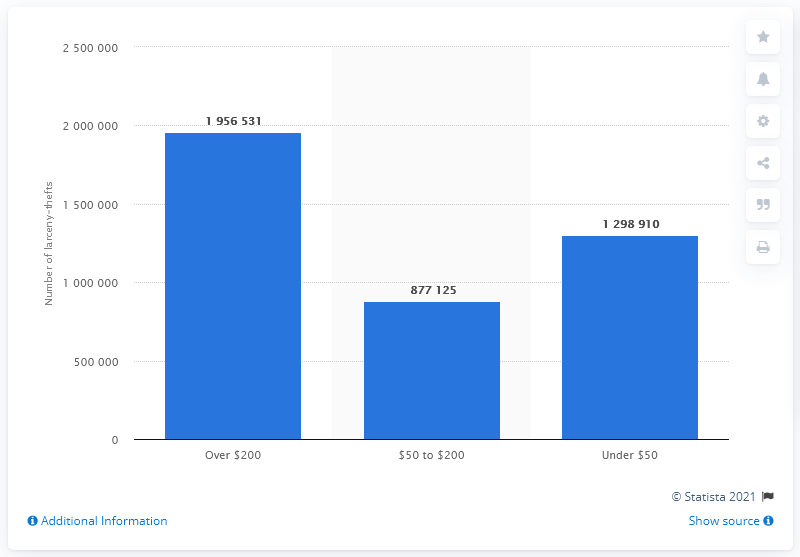 2 500 000
2 000 000
1 500 000
1 000 000
500 000
0
Number of larceny-thefts
1 956 531
877 125
1 298 910
Over $200
$50 to $200
Under $50
© Statista 2021
Additional Information
Show source